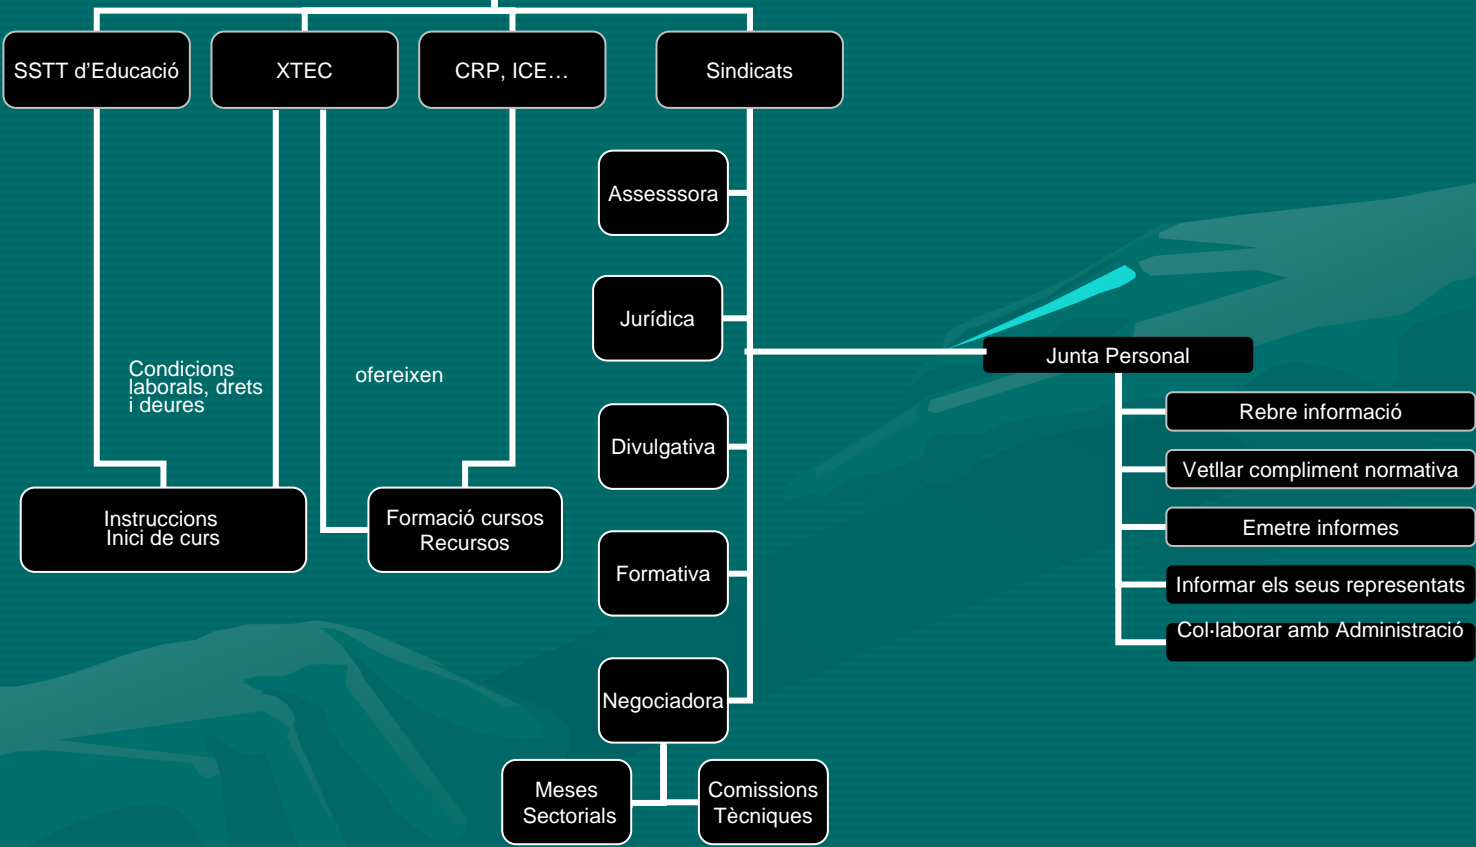 SSTT d'Educació
XTEC
CRP, ICE…
Sindicats
Assesssora
Jurídica
Divulgativa
Formativa
Negociadora
Meses
Sectorials
Comissions
Tècniques
Condicions
laborals, drets
i deures
ofereixen
Instruccions
Inici de curs
Formació cursos
Recursos
Junta Personal
Rebre informació
Vetllar compliment normativa
Emetre informes
Informar els seus representats
Col·laborar amb Administració